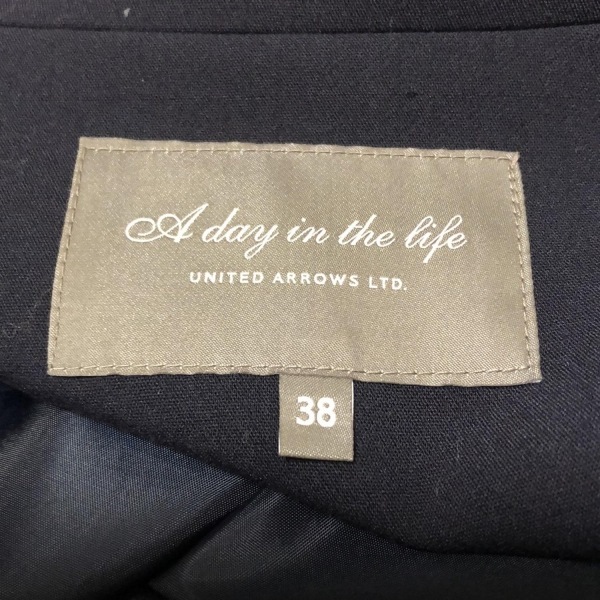 A day in the life
UNITED ARROWS LTD.
38